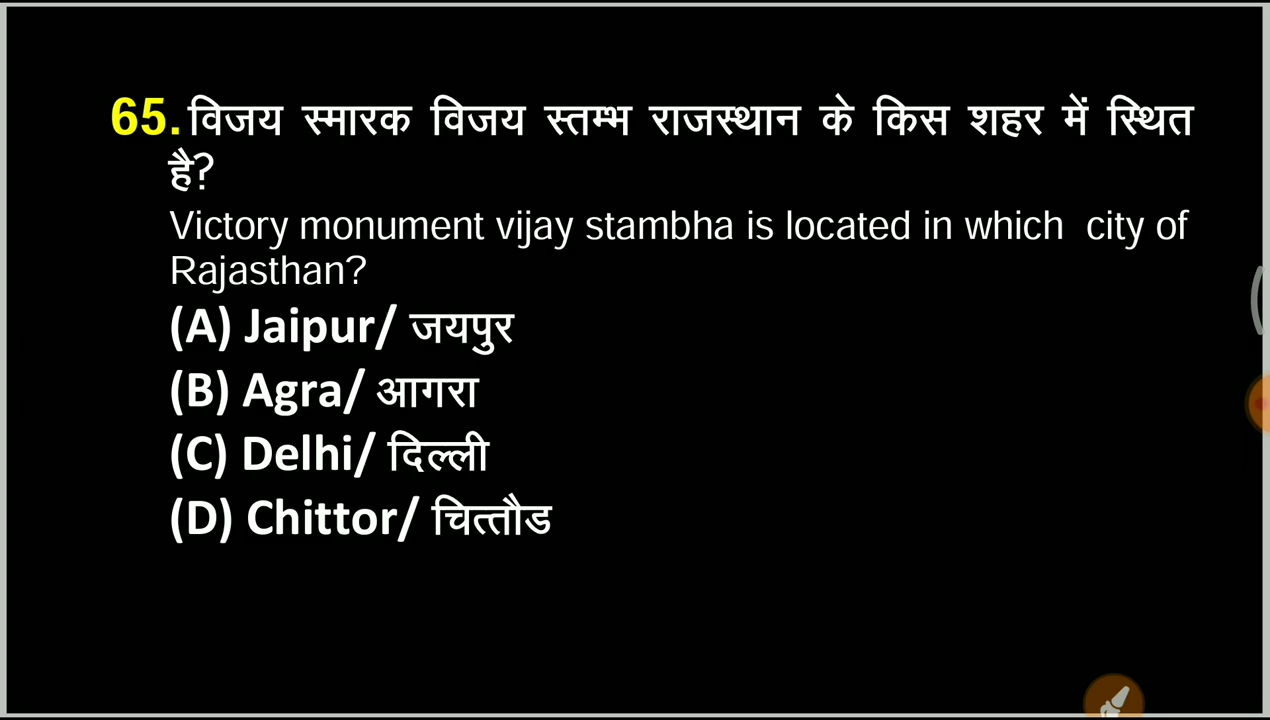 65. विजय स्मारक विजय स्तम्भ राजस्थान के किस शहर में स्थित
है?
Victory monument vijay stambha is located in which city of
Rajasthan?
(A) Jaipur/ जयपुर
(B) Agra/ आगरा
(C) Delhi/ दिल्ली
(D) Chittor/ चित्तौड